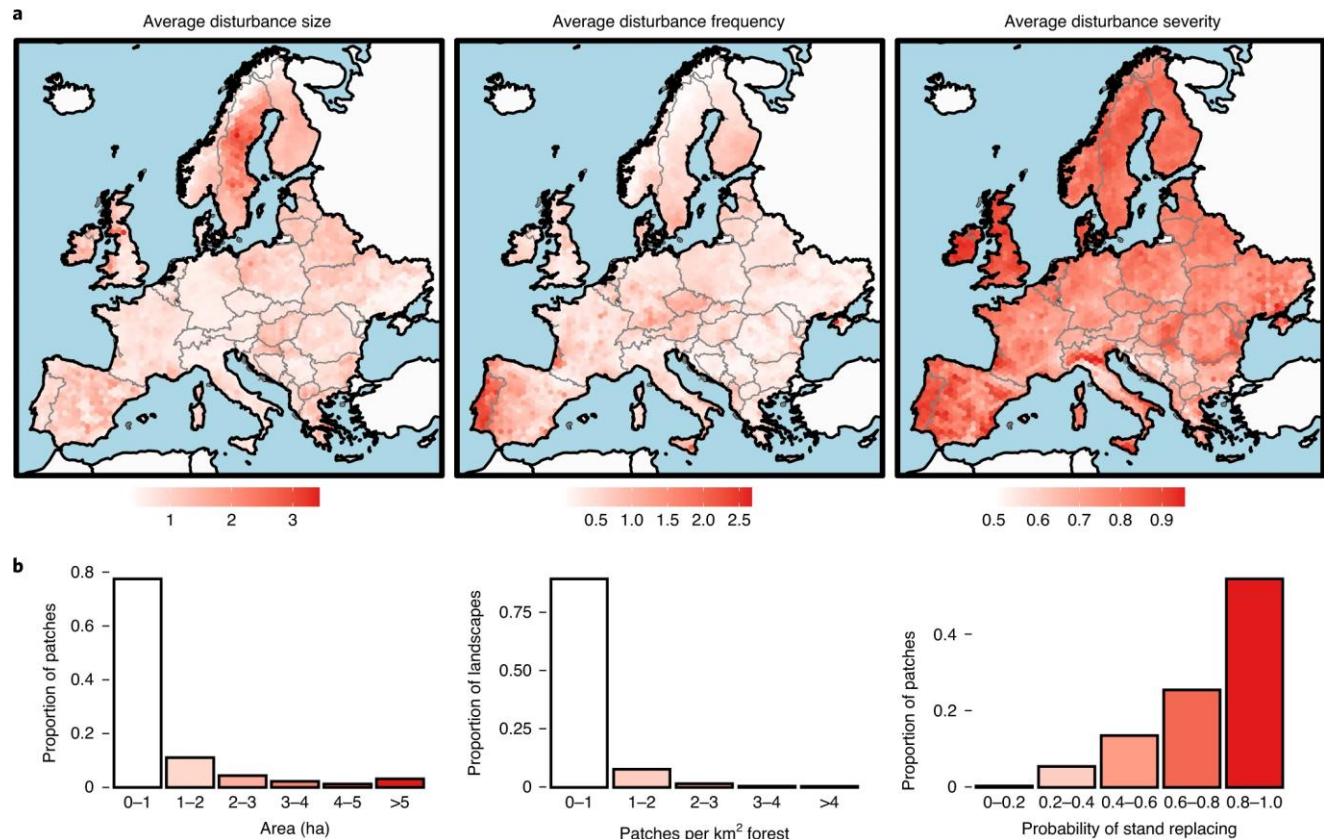 a
Average disturbance size
Average disturbance frequency
Average disturbance severity
1 2 3
0.5 1.0 1.5 2.0 2.5
0.5 0.6 0.7 0.8 0.9
b
Proportion of patches
0.8
0.6
0.4
0.2
0
0–1 1–2 2–3 3–4 4–5 >5
Area (ha)
Proportion of landscapes
0.75
0.50
0.25
0
0–1 1–2 2–3 3–4 >4
Patches per km² forest
Proportion of patches
0.4
0.2
0
0–0.2 0.2–0.4 0.4–0.6 0.6–0.8 0.8–1.0
Probability of stand replacing